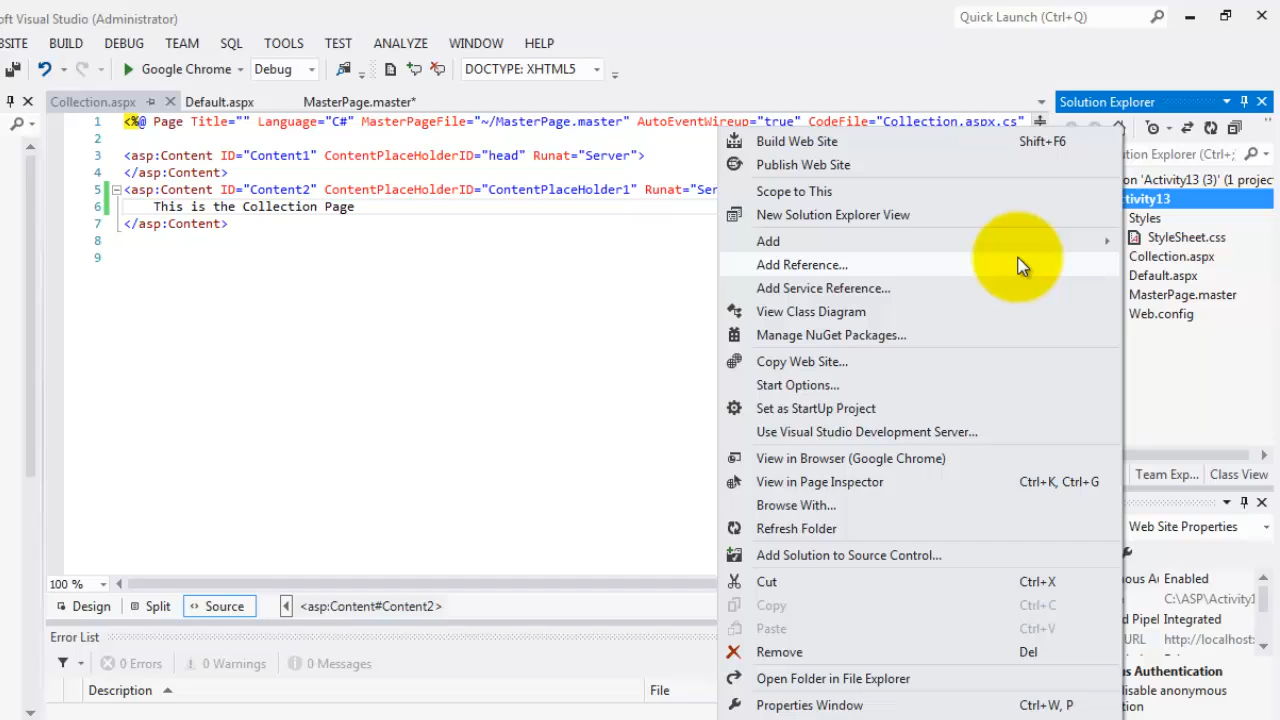 oft Visual Studio (Administrator)
Quick Launch (Ctrl+Q)
SITE BUILD DEBUG TEAM SQL TOOLS TEST ANALYZE WINDOW HELP
Google Chrome Debug DOCTYPE: XHTML5
Collection.aspx Default.aspx MasterPage.master*
Solution Explorer
1 <%@ Page Title="" Language="C#" MasterPageFile="~/MasterPage.master" AutoEventWireup="true" CodeFile="Collection.aspx.cs"
2
3 <asp:Content ID="Content1" ContentPlaceHolderID="head" Runat="Server">
4 </asp:Content>
5 <asp:Content ID="Content2" ContentPlaceHolderID="ContentPlaceHolder1" Runat="Ser
6 This is the Collection Page
7 </asp:Content>
8
9
Build Web Site Shift+F6
Publish Web Site
Scope to This
New Solution Explorer View
Add
Add Reference...
Add Service Reference...
View Class Diagram
Manage NuGet Packages...
Copy Web Site...
Start Options...
Set as StartUp Project
Use Visual Studio Development Server...
View in Browser (Google Chrome)
View in Page Inspector Ctrl+K, Ctrl+G
Browse With...
Refresh Folder
Add Solution to Source Control...
Cut Ctrl+X
Copy Ctrl+C
Paste Ctrl+V
Remove Del
Open Folder in File Explorer
Properties Window Ctrl+W, P
ution Explorer (Ctrl+;
on 'Activity13 (3)' (1 projec
tivity13
Styles
StyleSheet.css
Collection.aspx
Default.aspx
MasterPage.master
Web.config
Team Exp... Class View
Web Site Properties
ous Au Enabled
C:\ASP\Activity1
d Pipel Integrated
URL http://localhost:
s Authentication
isable anonymous
tion
100 %
Design Split Source <asp:Content#Content2>
Error List
0 Errors 0 Warnings 0 Messages
Description File